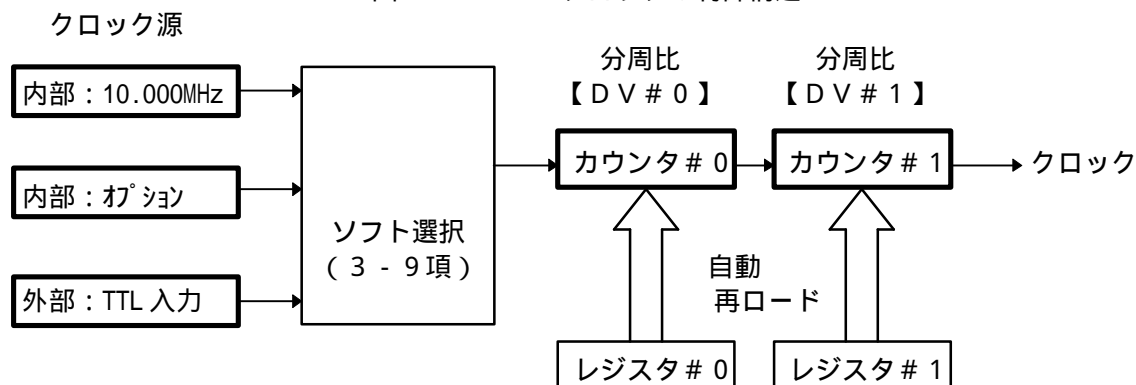 クロック源
内部：10.000MHz
内部：ｵﾌﾟｼｮﾝ
外部：TTL入力
ソフト選択
（３‐９項）
分周比
【ＤＶ＃０】
分周比
【ＤＶ＃１】
カウンタ＃０
カウンタ＃１
クロック
自動
再ロード
レジスタ＃０
レジスタ＃１